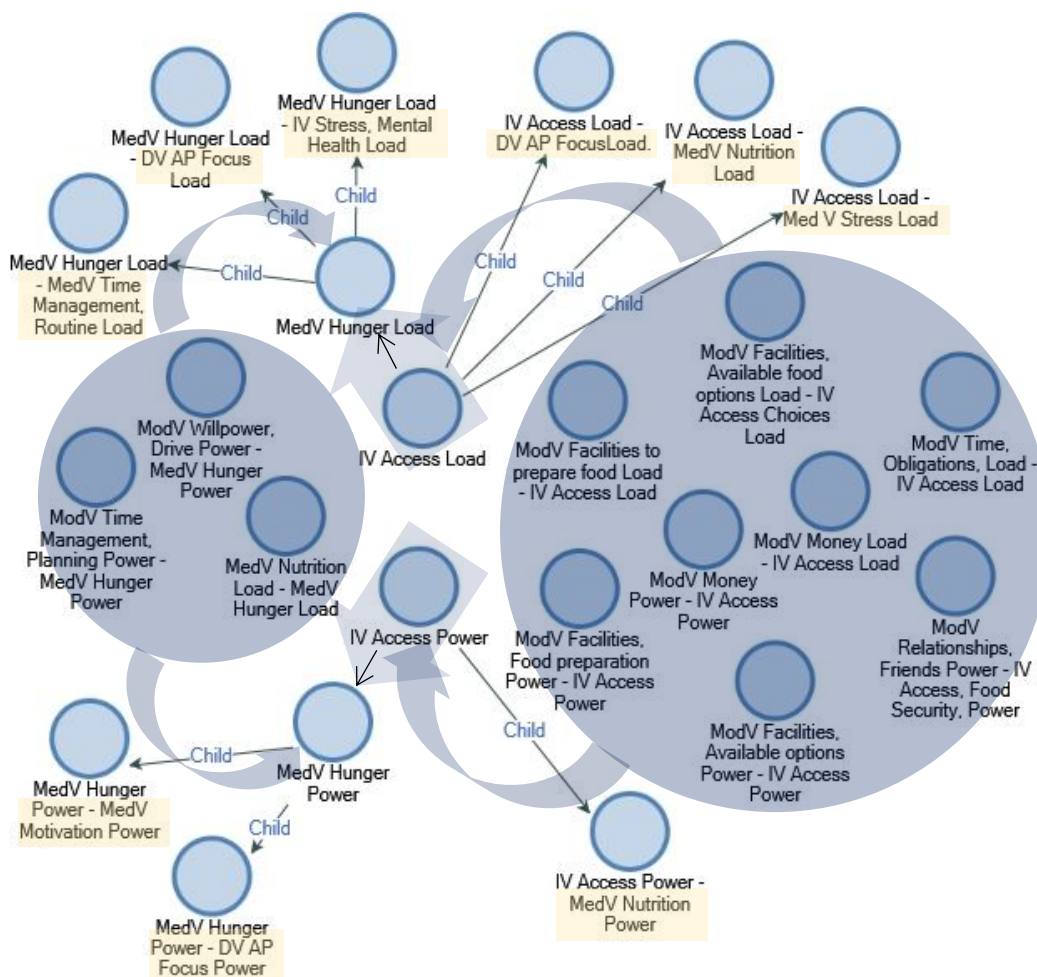 MedV Hunger Load
- IV Stress, Mental
Health Load
MedV Hunger Load
- DV AP Focus
Load
IV Access Load -
DV AP FocusLoad.
IV Access Load -
MedV Nutrition
Load
IV Access Load -
Med V Stress Load
MedV Hunger Load
- MedV Time
Management,
Routine Load
Child
Child
Child
Child
Child
Child
MedV Hunger Load
IV Access Load
ModV Willpower,
Drive Power -
MedV Hunger
Power
ModV Time
Management,
Planning Power -
MedV Hunger
Power
MedV Nutrition
Load - MedV
Hunger Load
ModV Facilities,
Available food
options Load - IV
Access Choices
Load
ModV Facilities to
prepare food Load
- IV Access Load
ModV Time,
Obligations, Load -
IV Access Load
ModV Money Load
- IV Access Load
ModV Money
Power - IV Access
Power
ModV Facilities,
Food preparation
Power - IV Access
Power
ModV
Relationships,
Friends Power - IV
Access, Food
Security, Power
ModV Facilities,
Available options
Power - IV Access
Power
IV Access Power
Child
MedV Hunger
Power
Child
Child
MedV Hunger
Power - MedV
Motivation Power
MedV Hunger
Power - DV AP
Focus Power
IV Access Power -
MedV Nutrition
Power